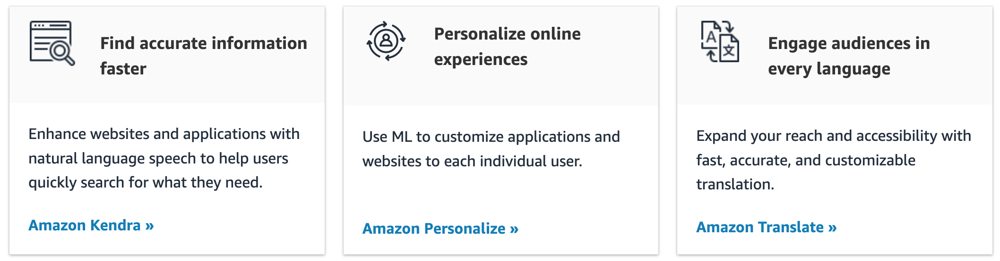 Find accurate information
faster
Enhance websites and applications with
natural language speech to help users
quickly search for what they need.
Amazon Kendra »
Personalize online
experiences
Use ML to customize applications and
websites to each individual user.
Amazon Personalize »
A
文
Engage audiences in
every language
Expand your reach and accessibility with
fast, accurate, and customizable
translation.
Amazon Translate »